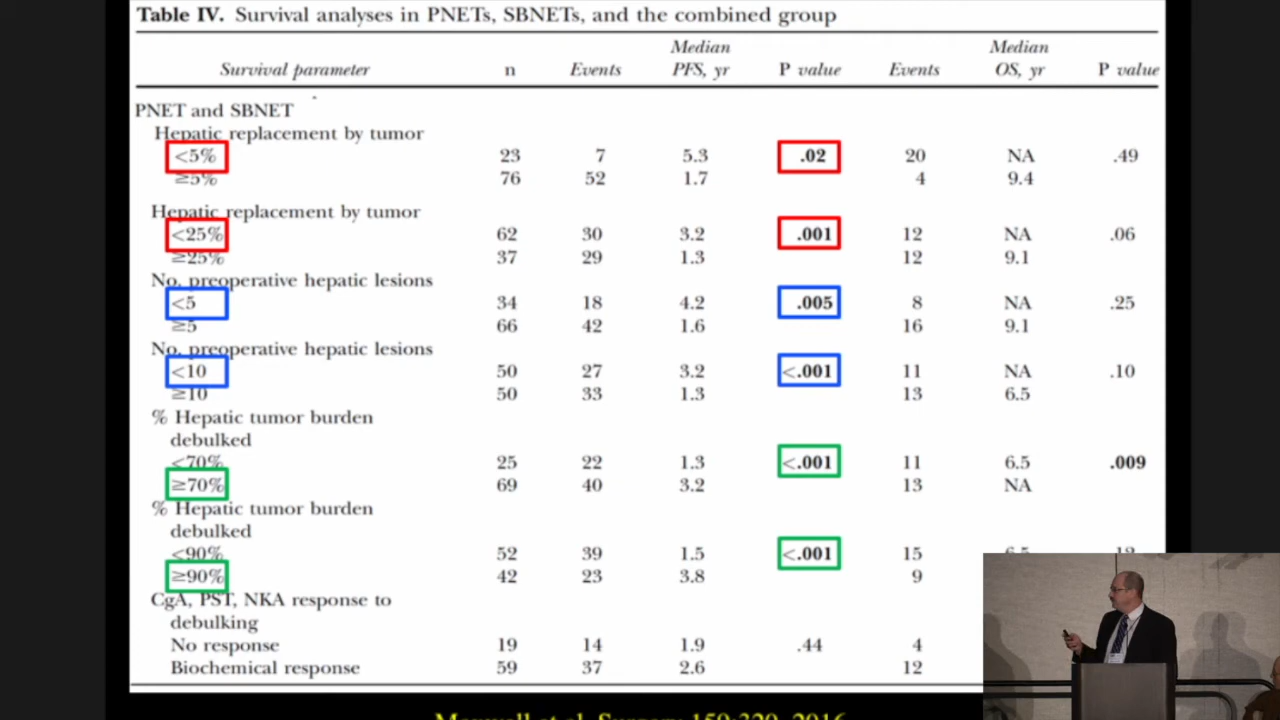 Table IV. Survival analyses in PNETs, SBNETs, and the combined group
Median Median
Survival parameter n Events PFS, yr P value Events OS, yr P value
PNET and SBNET
Hepatic replacement by tumor
<5% 23 7 5.3 .02 20 NA .49
≥5% 76 52 1.7 4 9.4
Hepatic replacement by tumor
<25% 62 30 3.2 .001 12 NA .06
≥25% 37 29 1.3 12 9.1
No. preoperative hepatic lesions
<5 34 18 4.2 .005 8 NA .25
≥5 66 42 1.6 16 9.1
No. preoperative hepatic lesions
<10 50 27 3.2 <.001 11 NA .10
≥10 50 33 1.3 13 6.5
% Hepatic tumor burden
debulked
<70% 25 22 1.3 <.001 11 6.5 .009
≥70% 69 40 3.2 13 NA
% Hepatic tumor burden
debulked
<90% 52 39 1.5 <.001 15
≥90% 42 23 3.8 9
CgA, PST, NKA response to
debulking
No response 19 14 1.9 .44 4
Biochemical response 59 37 2.6 12
et al. Surgery 159:320, 2016